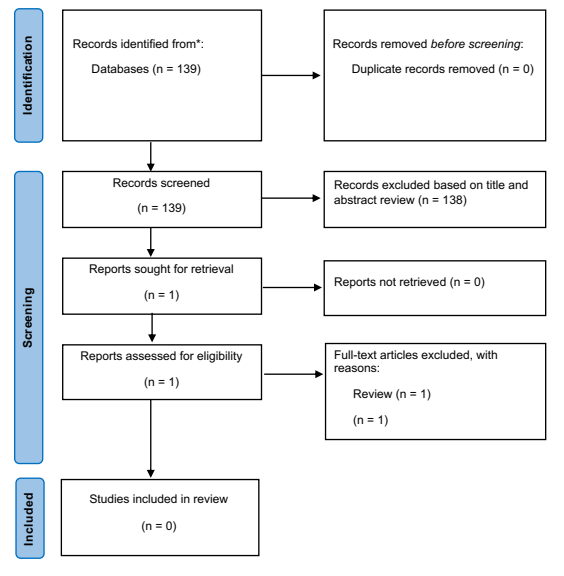 Identification
Records identified from*:
Databases (n = 139)
Records removed before screening:
Duplicate records removed (n = 0)
Screening
Records screened
(n = 139)
Records excluded based on title and
abstract review (n = 138)
Reports sought for retrieval
(n = 1)
Reports not retrieved (n = 0)
Reports assessed for eligibility
(n = 1)
Full-text articles excluded, with
reasons:
Review (n = 1)
(n = 1)
Included
Studies included in review
(n = 0)